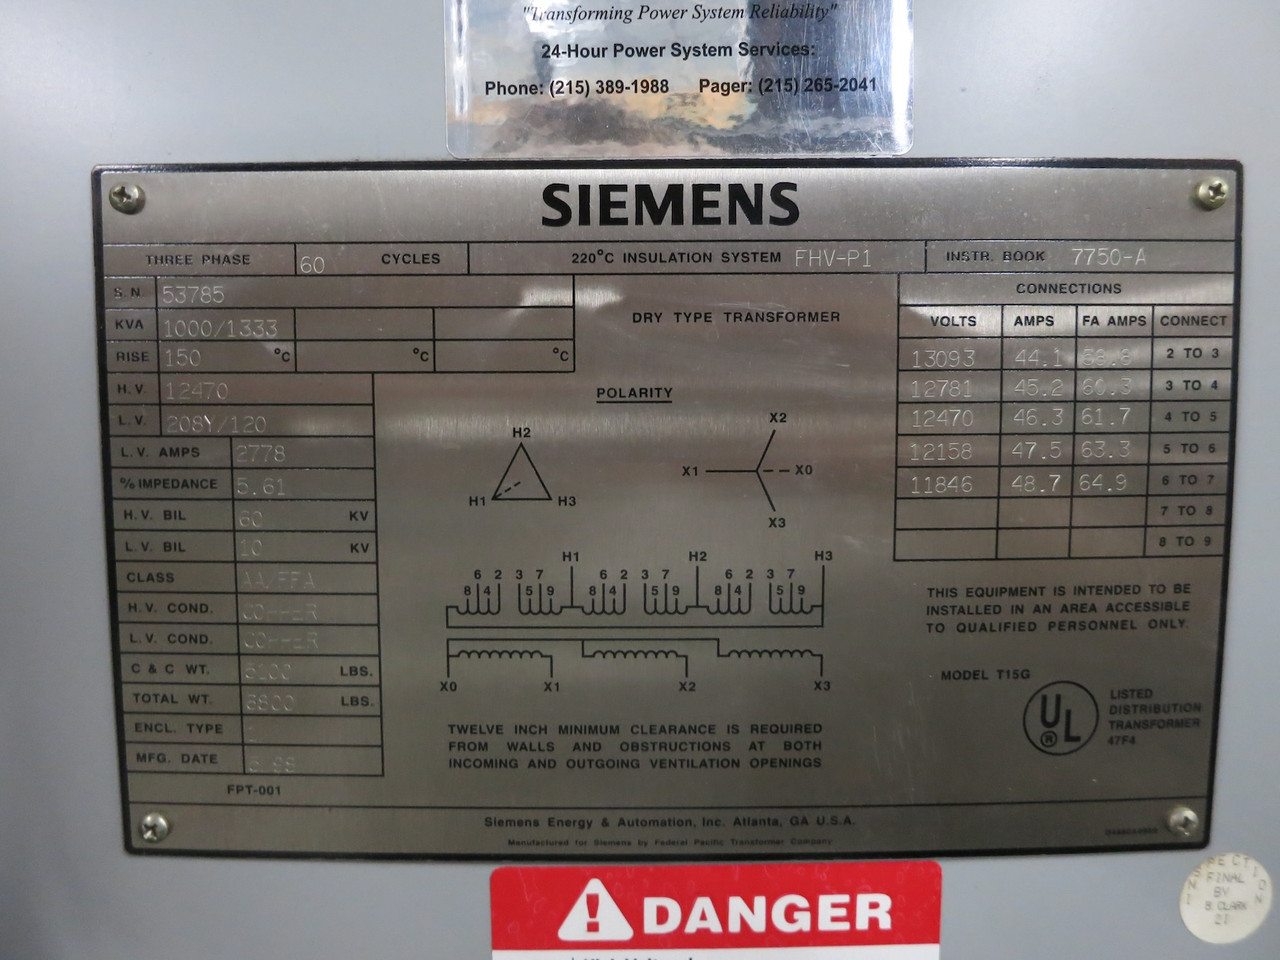 "Transforming Power System Reliability"
24-Hour Power System Services:
Phone: (215) 389-1988 Pager: (215) 265-2041
SIEMENS
THREE PHASE 60 CYCLES 220°C INSULATION SYSTEM FHV-P1 INSTR. BOOK 7750-A
S.N. 53785
KVA 1000/1333
RISE 150 °C °C °C
H.V. 12470
L.V. 208Y/120
L.V. AMPS 2778
% IMPEDANCE 5.61
H.V. BIL 60 KV
L.V. BIL 10 KV
CLASS AA/FFA
H.V. COND. COPPER
L.V. COND. COPPER
C & C WT. LBS.
TOTAL WT. LBS.
ENCL. TYPE
MFG. DATE
FPT-001
DRY TYPE TRANSFORMER
POLARITY
H2
H1 H3
X2
X1 X0
X3
H1 H2 H3
6 2 3 7 6 2 3 7 6 2 3 7
8 4 5 9 8 4 5 9 8 4 5 9
X0 X1 X2 X3
TWELVE INCH MINIMUM CLEARANCE IS REQUIRED
FROM WALLS AND OBSTRUCTIONS AT BOTH
INCOMING AND OUTGOING VENTILATION OPENINGS
CONNECTIONS
VOLTS AMPS FA AMPS CONNECT
13093 44.1 58.8 2 TO 3
12781 45.2 60.3 3 TO 4
12470 46.3 61.7 4 TO 5
12158 47.5 63.3 5 TO 6
11846 48.7 64.9 6 TO 7
7 TO 8
8 TO 9
THIS EQUIPMENT IS INTENDED TO BE
INSTALLED IN AN AREA ACCESSIBLE
TO QUALIFIED PERSONNEL ONLY.
MODEL T15G
UL ®
LISTED
DISTRIBUTION
TRANSFORMER
47F4
Siemens Energy & Automation, Inc. Atlanta, GA U.S.A.
Manufactured for Siemens by Federal Pacific Transformer Company
DANGER
INSPECTION
FINAL
BY
B. CLARK
21